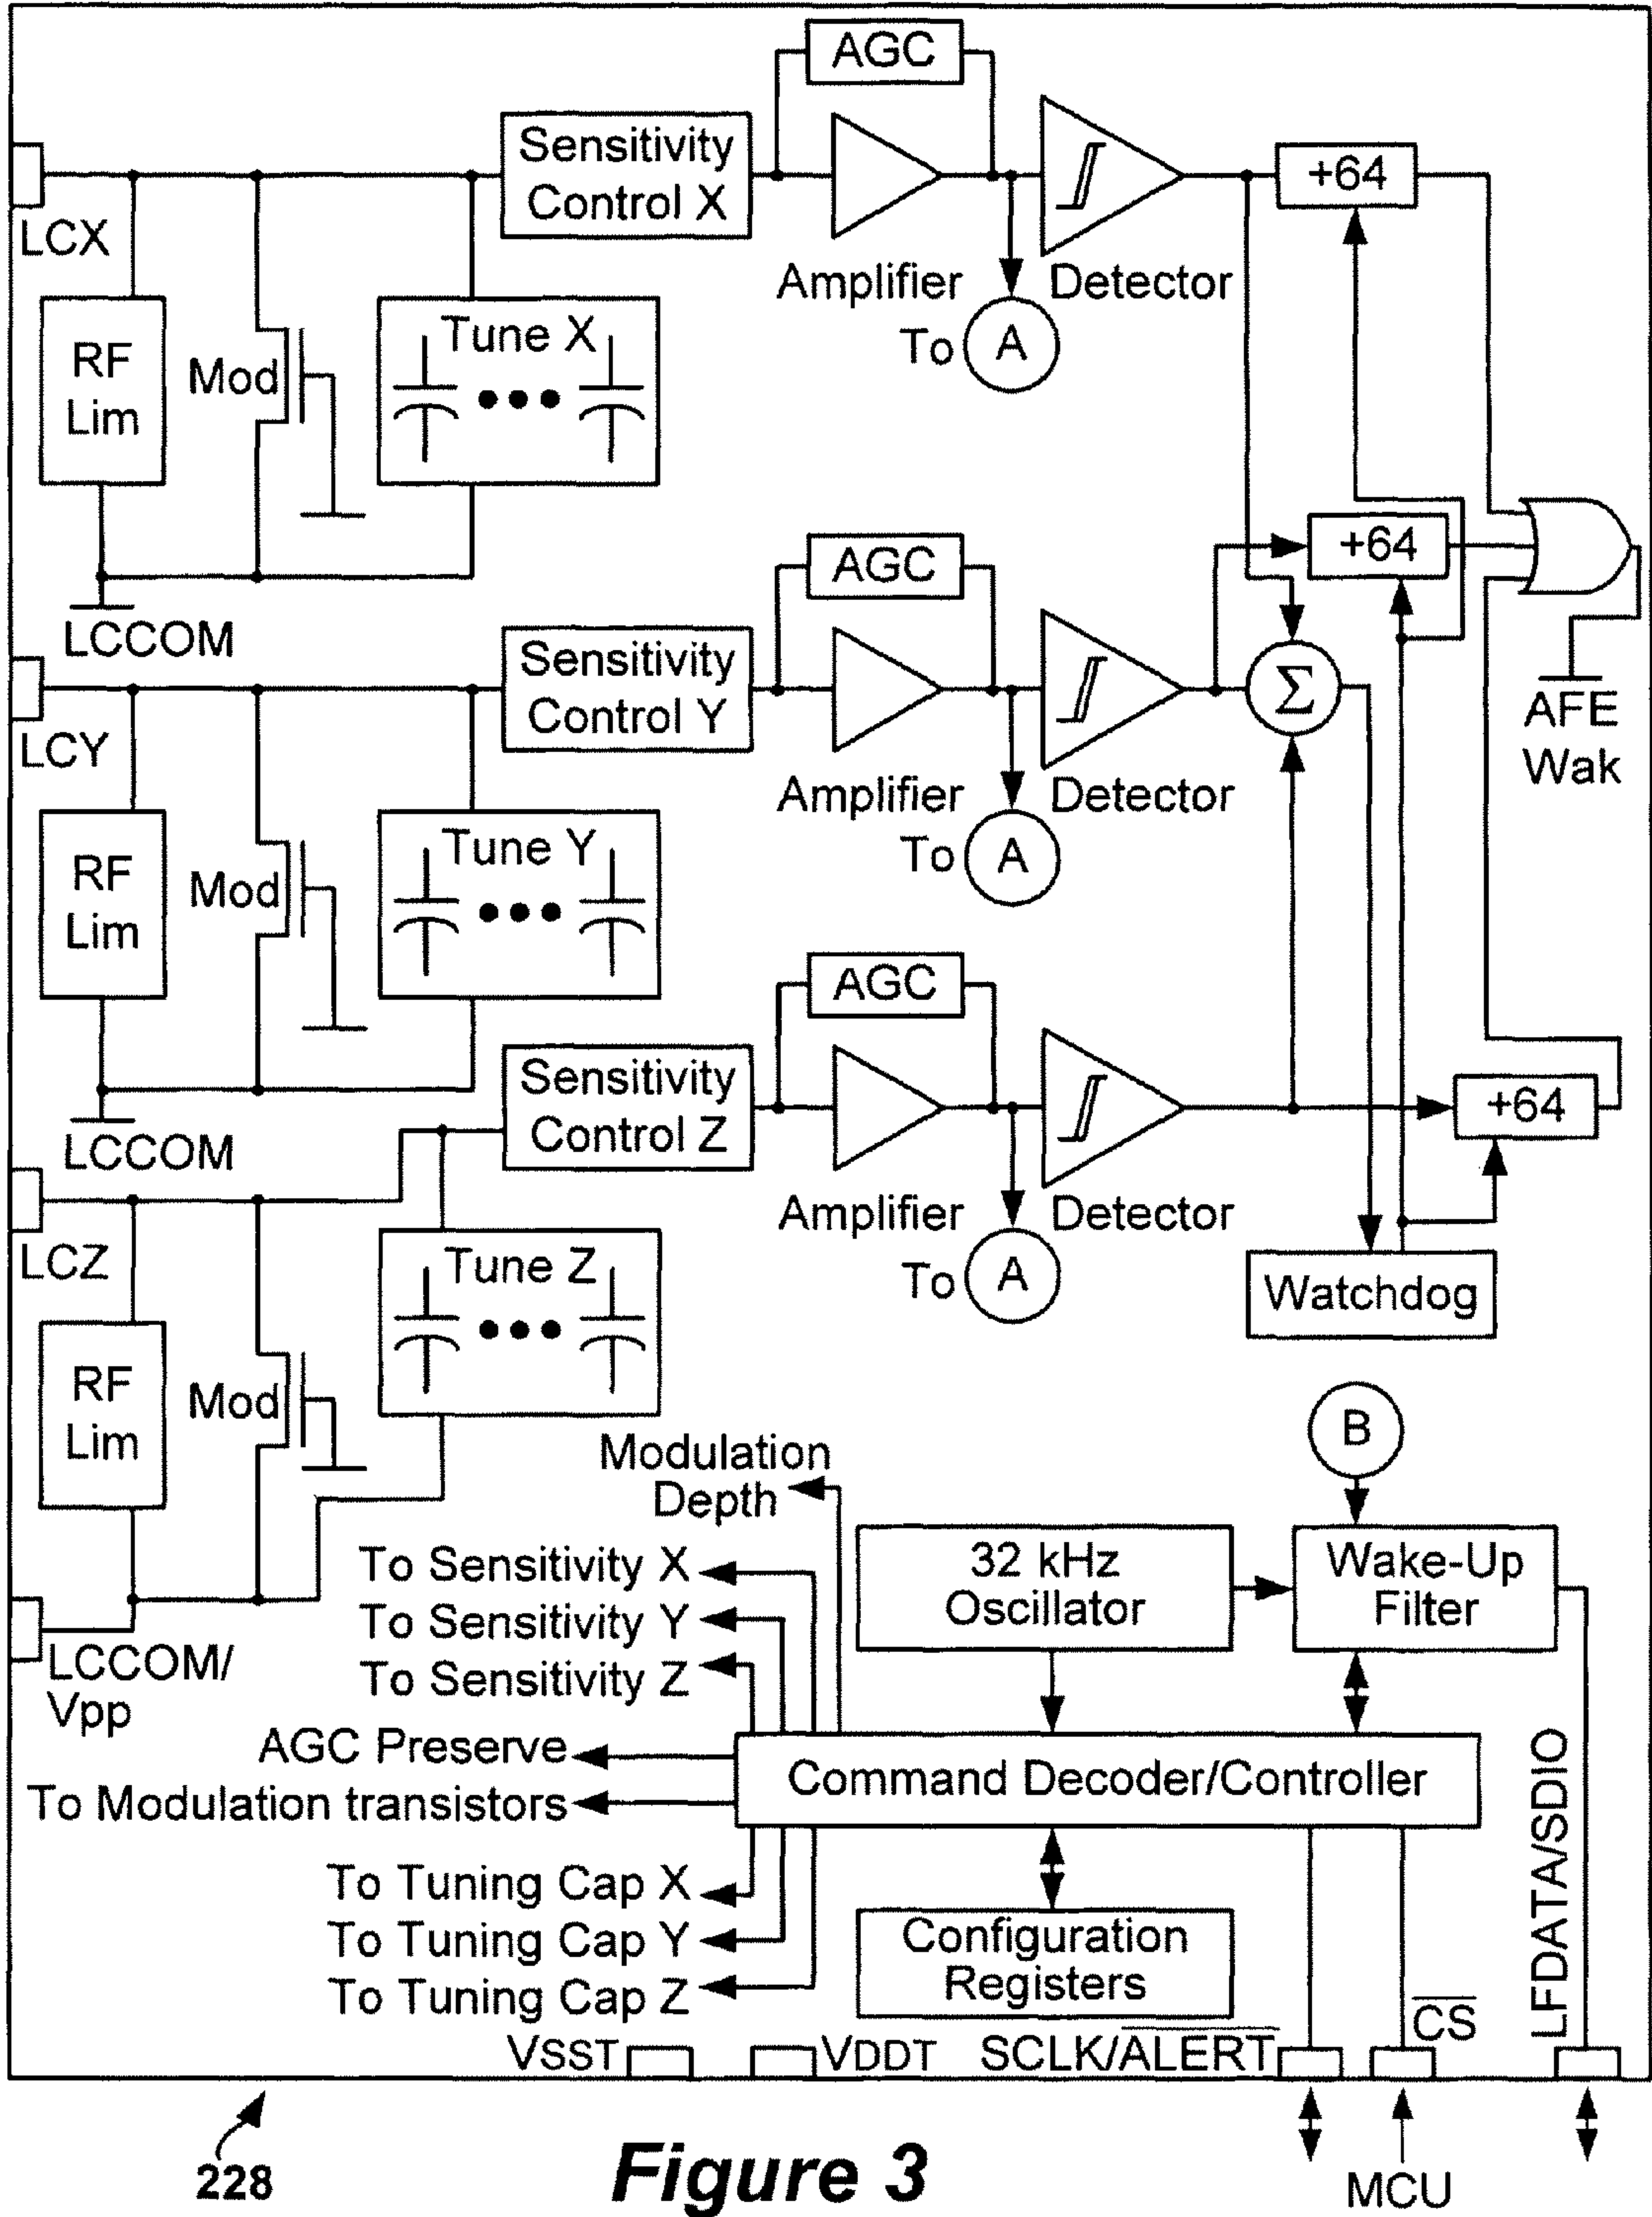 AGC
Sensitivity
Control X
+64
LCX
Amplifier
Detector
RF
Lim
Mod
Tune X
To
A
AGC
+64
LCCOM
Sensitivity
Control Y
Σ
LCY
AFE
Wak
Amplifier
Detector
RF
Lim
Mod
Tune Y
To
A
AGC
Sensitivity
Control Z
+64
LCCOM
LCZ
Amplifier
Detector
Tune Z
To
A
Watchdog
RF
Lim
Mod
B
Modulation
Depth
32 kHz
Oscillator
Wake-Up
Filter
To Sensitivity X
To Sensitivity Y
To Sensitivity Z
LCCOM/
Vpp
AGC Preserve
To Modulation transistors
Command Decoder/Controller
LFDATA/SDIO
To Tuning Cap X
To Tuning Cap Y
To Tuning Cap Z
Configuration
Registers
VSST
VDDT
SCLK/ALERT
CS
228
Figure 3
MCU